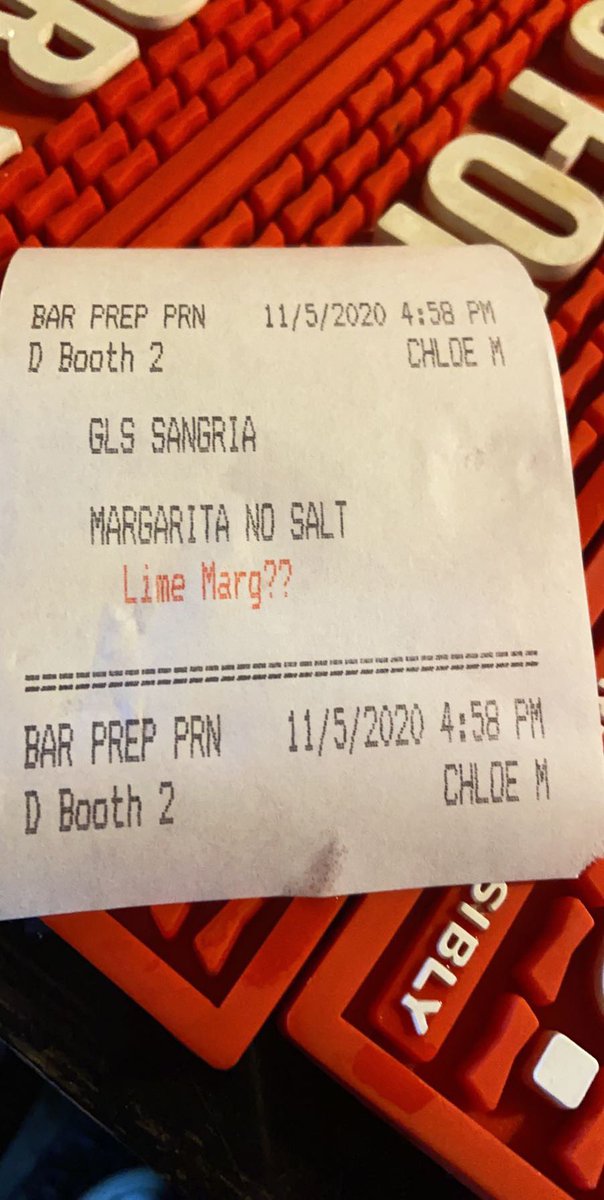 BAR PREP PRN 11/5/2020 4:58 PM
D Booth 2 CHLOE M
GLS SANGRIA
MARGARITA NO SALT
Lime Marg??
================================
BAR PREP PRN 11/5/2020 4:58 PM
D Booth 2 CHLOE M
SIBLY